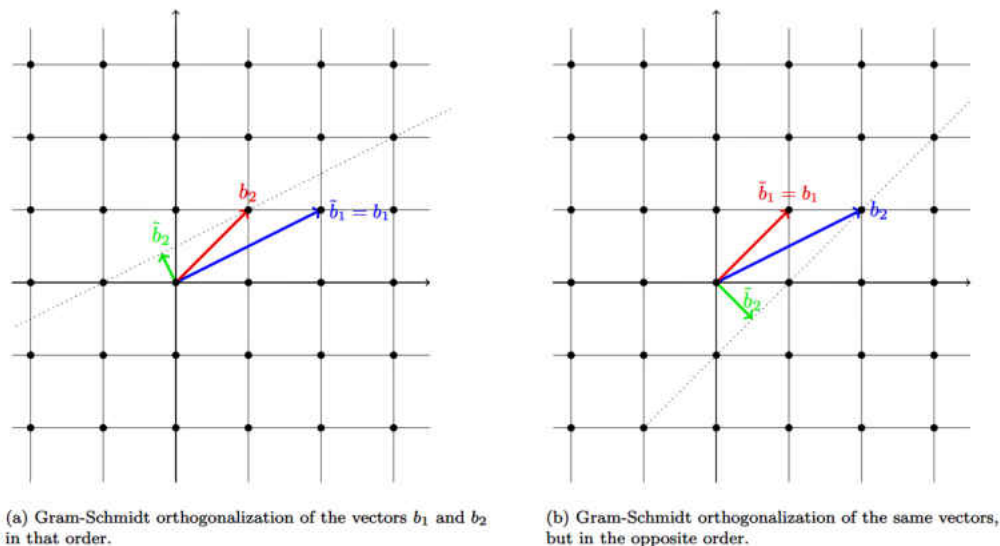 b₂
b̃₁ = b₁
b̃₂
b̃₁ = b₁
b₂
b̃₂
(a) Gram-Schmidt orthogonalization of the vectors b₁ and b₂
in that order.
(b) Gram-Schmidt orthogonalization of the same vectors,
but in the opposite order.